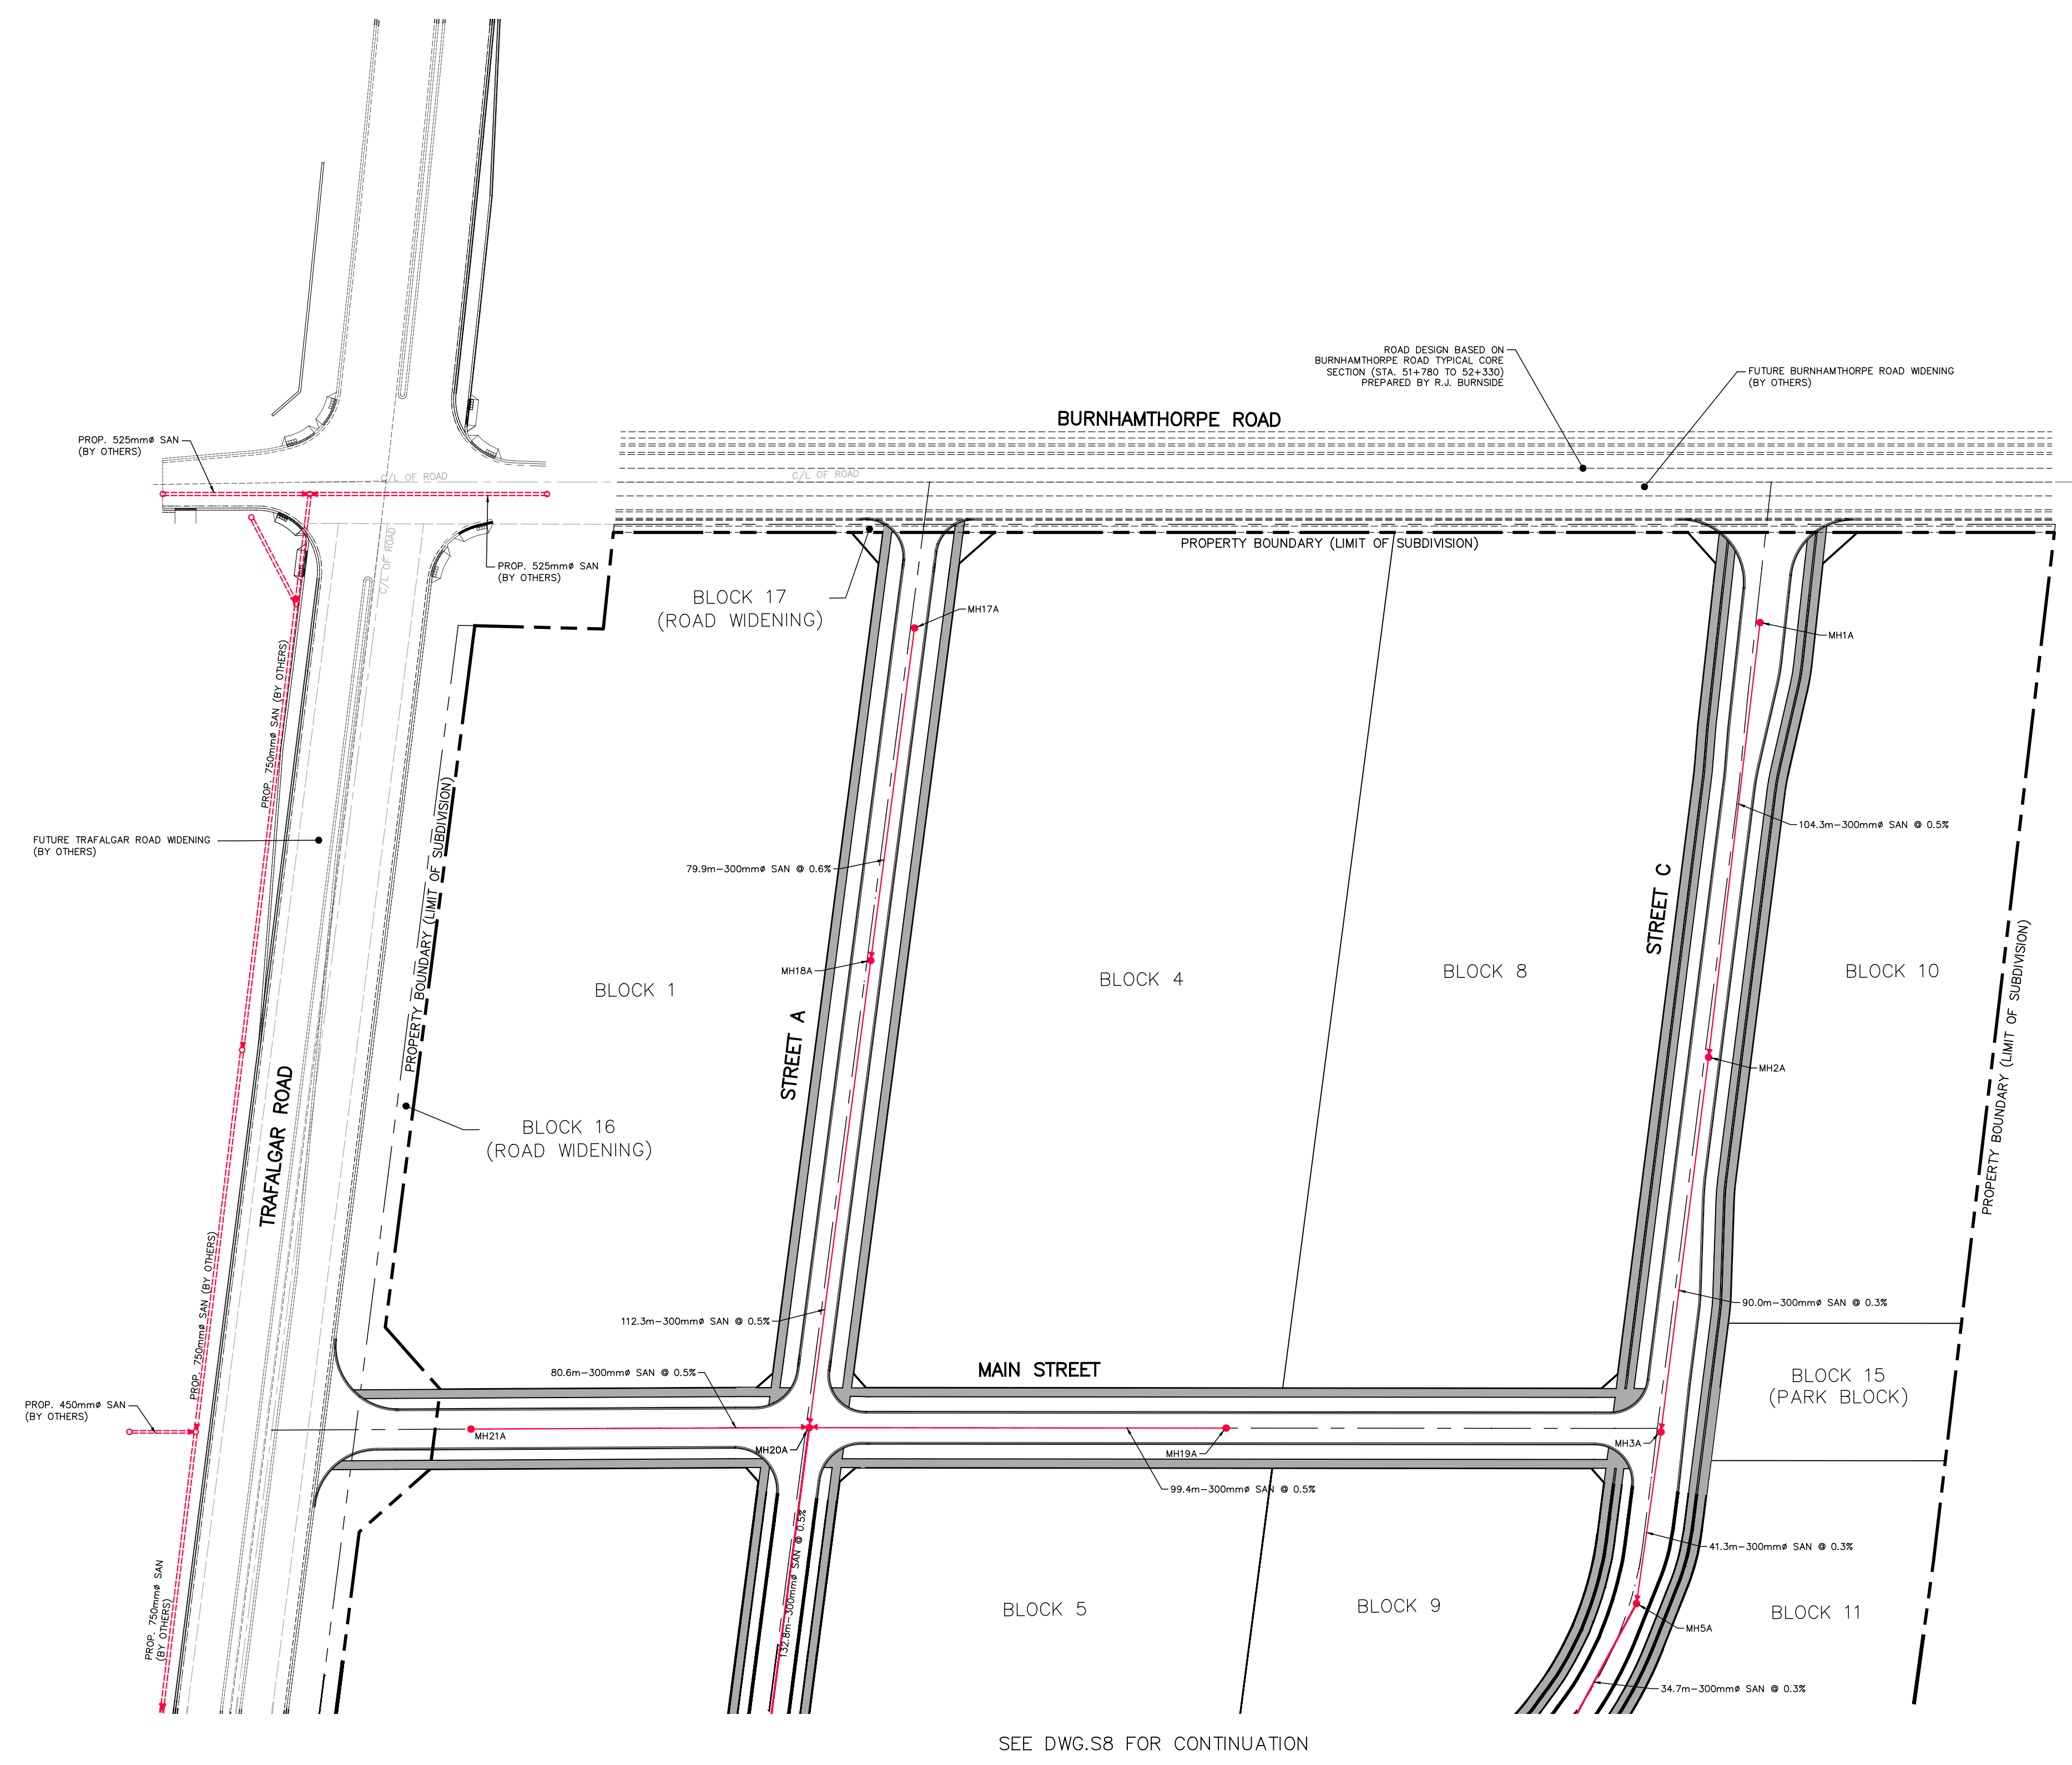 ROAD DESIGN BASED ON
BURNHAMTHORPE ROAD TYPICAL CORE
SECTION (STA. 51+780 TO 52+330)
PREPARED BY R.J. BURNSIDE
FUTURE BURNHAMTHORPE ROAD WIDENING
(BY OTHERS)
BURNHAMTHORPE ROAD
PROP. 525mmø SAN
(BY OTHERS)
C/L OF ROAD
C/L OF ROAD
C/L OF ROAD
PROP. 525mmø SAN
(BY OTHERS)
PROPERTY BOUNDARY (LIMIT OF SUBDIVISION)
BLOCK 17
(ROAD WIDENING)
MH17A
MH1A
PROP. 750mmø SAN (BY OTHERS)
FUTURE TRAFALGAR ROAD WIDENING
(BY OTHERS)
PROPERTY BOUNDARY (LIMIT OF SUBDIVISION)
79.9m-300mmø SAN @ 0.6%
104.3m-300mmø SAN @ 0.5%
STREET C
MH18A
BLOCK 1
BLOCK 4
BLOCK 8
BLOCK 10
PROPERTY BOUNDARY (LIMIT OF SUBDIVISION)
STREET A
MH2A
TRAFALGAR ROAD
BLOCK 16
(ROAD WIDENING)
PROP. 750mmø SAN (BY OTHERS)
112.3m-300mmø SAN @ 0.5%
90.0m-300mmø SAN @ 0.3%
80.6m-300mmø SAN @ 0.5%
MAIN STREET
BLOCK 15
(PARK BLOCK)
PROP. 450mmø SAN
(BY OTHERS)
MH21A
MH20A
MH19A
MH3A
99.4m-300mmø SAN @ 0.5%
132.8m-300mmø SAN @ 0.5%
41.3m-300mmø SAN @ 0.3%
PROP. 750mmø SAN
(BY OTHERS)
BLOCK 5
BLOCK 9
BLOCK 11
MH5A
34.7m-300mmø SAN @ 0.3%
SEE DWG.S8 FOR CONTINUATION